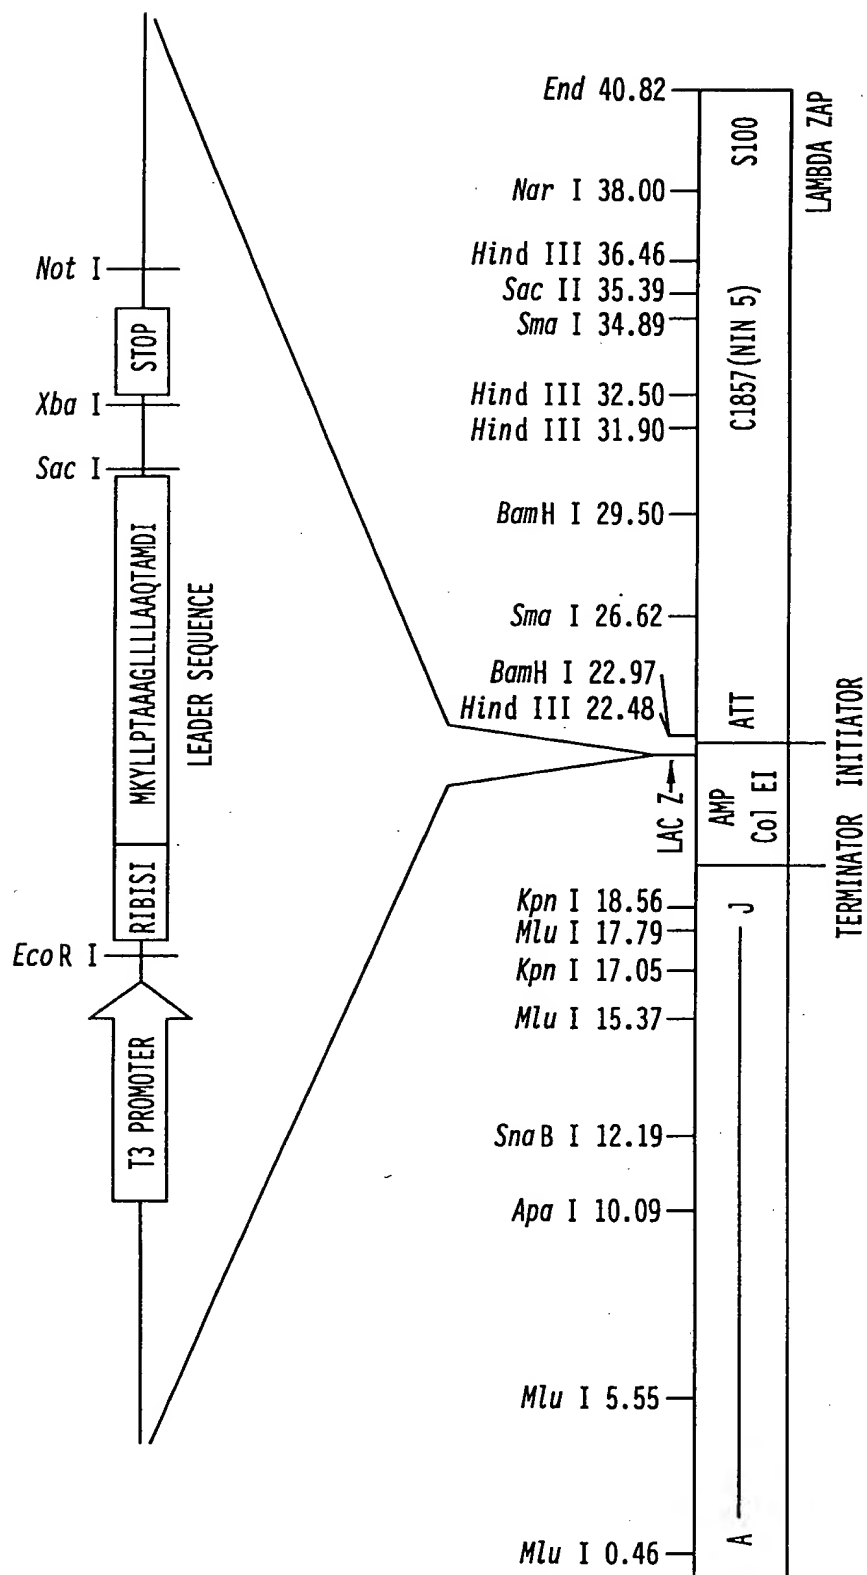 Not I
STOP
Xba I
Sac I
MKYLLPTAAAGLLLLAAQTAMDI
LEADER SEQUENCE
RIBISI
EcoR I
T3 PROMOTER
End 40.82
Nar I 38.00
Hind III 36.46
Sac II 35.39
Sma I 34.89
Hind III 32.50
Hind III 31.90
BamH I 29.50
Sma I 26.62
BamH I 22.97
Hind III 22.48
LAC Z
Kpn I 18.56
Mlu I 17.79
Kpn I 17.05
Mlu I 15.37
SnaB I 12.19
Apa I 10.09
Mlu I 5.55
Mlu I 0.46
S100
C1857(NIN 5)
ATT
AMP
Col EI
J
A
LAMBDA ZAP
INITIATOR
TERMINATOR